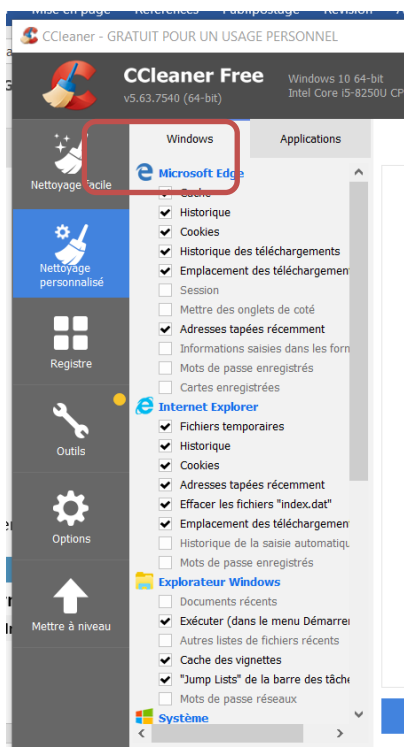 Mise en page Références Publipostage Révision
CCleaner - GRATUIT POUR UN USAGE PERSONNEL
CCleaner Free
v5.63.7540 (64-bit)
Windows 10 64-bit
Intel Core i5-8250U CP
Windows
Applications
Nettoyage facile
Nettoyage
personnalisé
Registre
Outils
Options
Mettre à niveau
Microsoft Edge
Cache
Historique
Cookies
Historique des téléchargements
Emplacement des téléchargemen
Session
Mettre des onglets de coté
Adresses tapées récemment
Informations saisies dans les forn
Mots de passe enregistrés
Cartes enregistrées
Internet Explorer
Fichiers temporaires
Historique
Cookies
Adresses tapées récemment
Effacer les fichiers "index.dat"
Emplacement des téléchargemen
Historique de la saisie automatiqu
Mots de passe enregistrés
Explorateur Windows
Documents récents
Exécuter (dans le menu Démarrer
Autres listes de fichiers récents
Cache des vignettes
"Jump Lists" de la barre des tâche
Mots de passe réseaux
Système